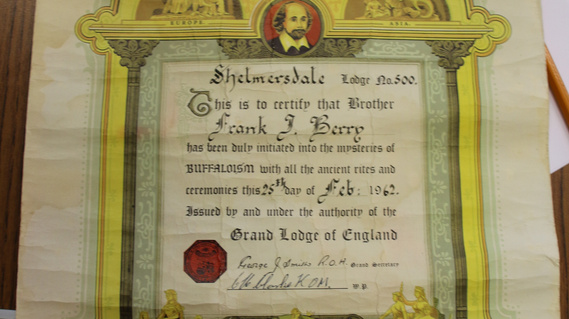 EUROPA.
ASIA.
Shelmersdale Lodge No. 500.
This is to certify that Brother
Frank J. Berry
has been duly initiated into the mysteries of
BUFFALOISM with all the ancient rites and
ceremonies this 25th day of Feb: 1962.
Issued by and under the authority of the
Grand Lodge of England
George J. R.O.H. Grand Secretary
W.P.